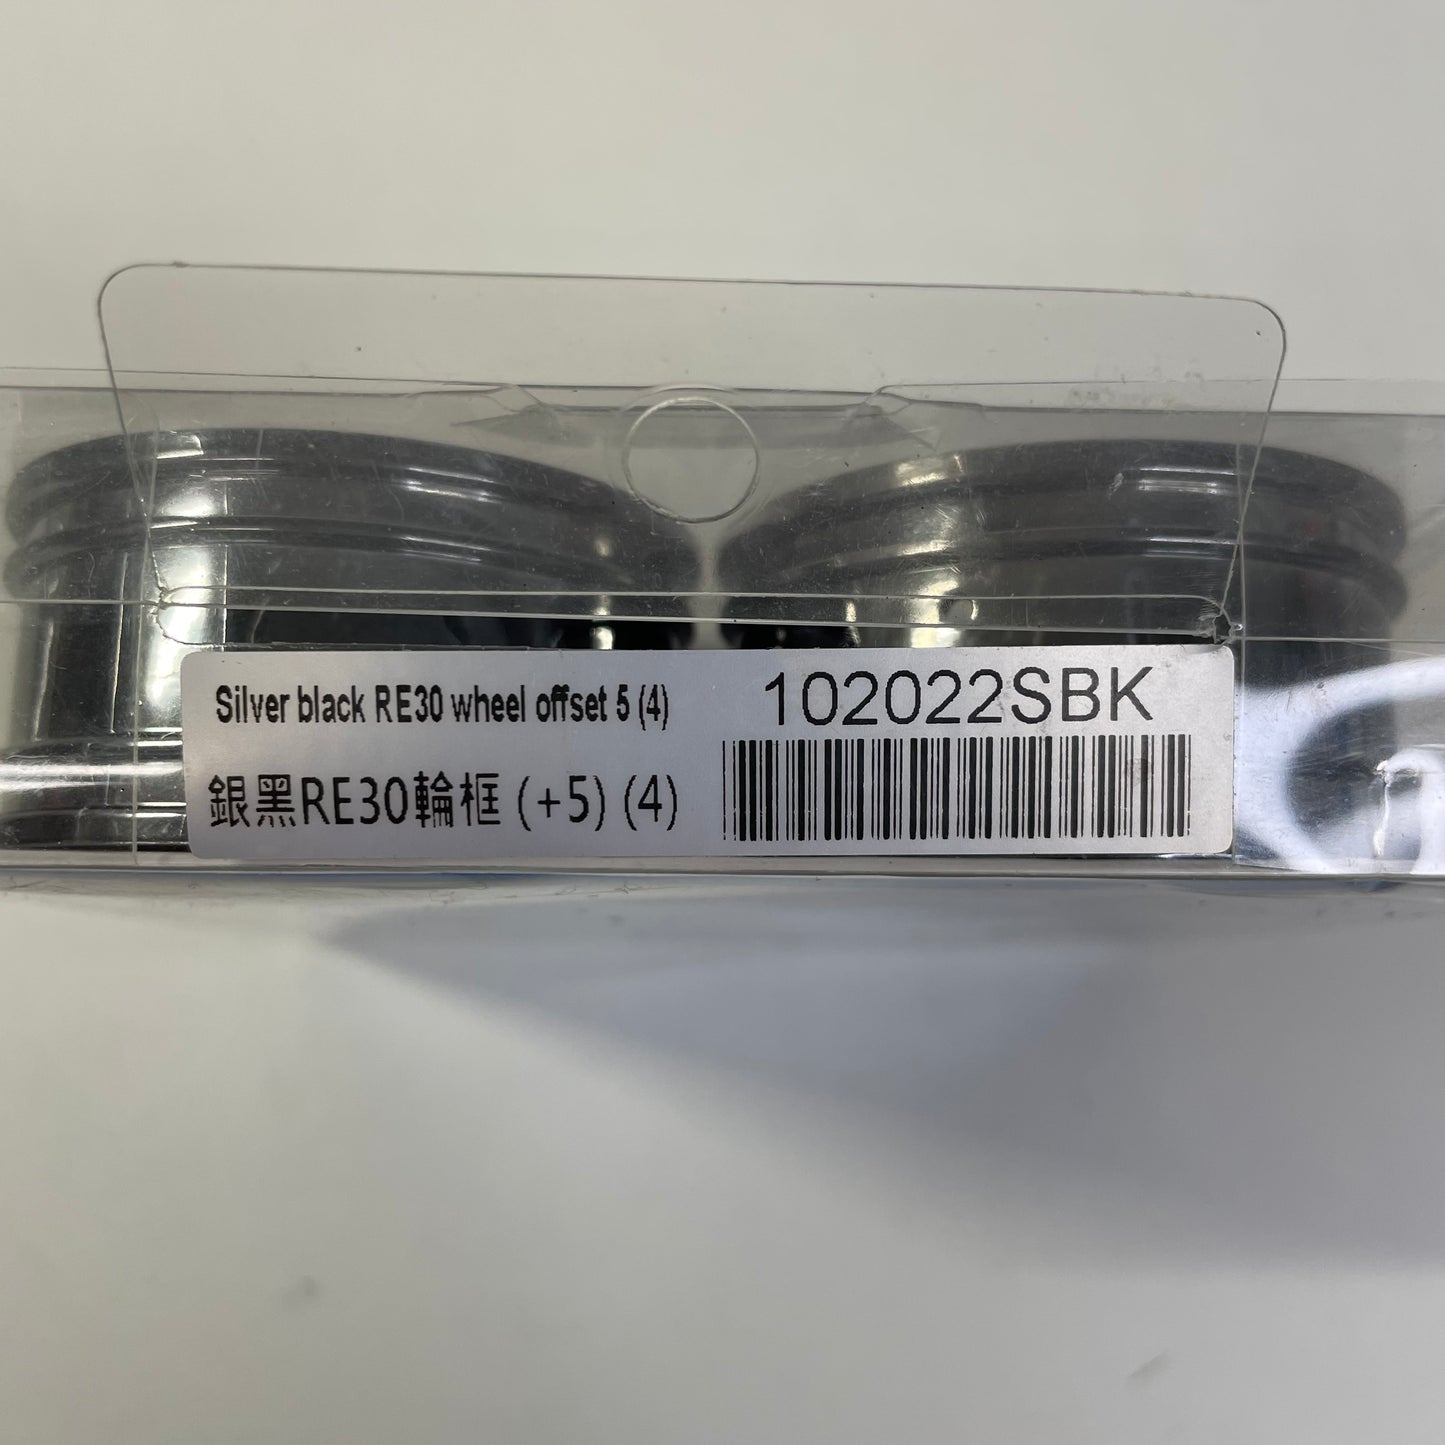 Silver black RE30 wheel offset 5 (4)
102022SBK
銀黑RE30輪框 (+5) (4)